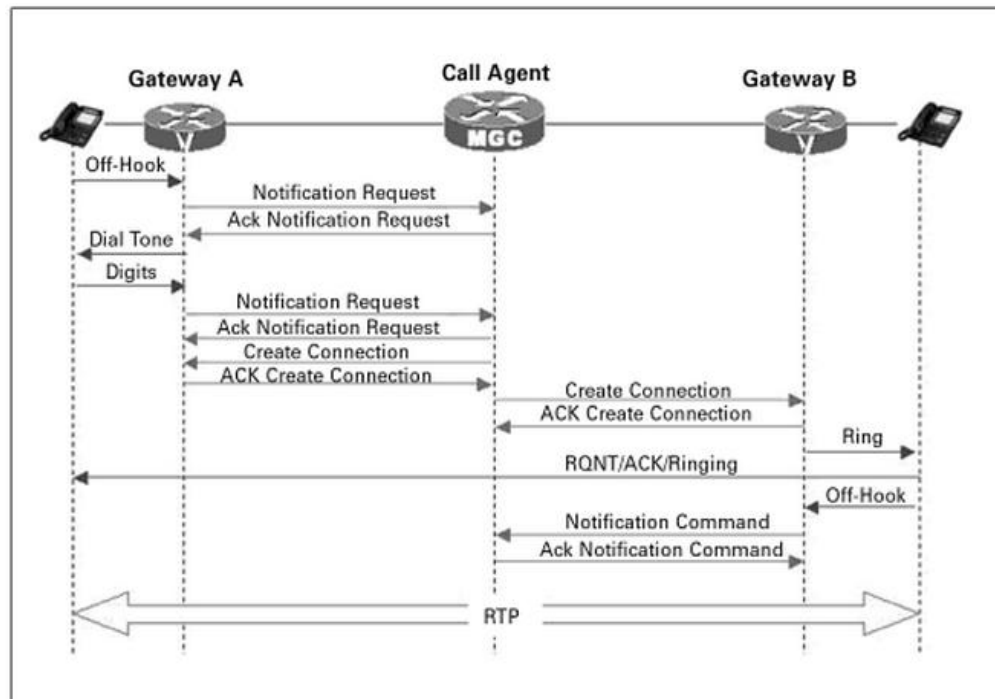 Gateway A
Call Agent
Gateway B
V
MGC
V
Off-Hook
Notification Request
Ack Notification Request
Dial Tone
Digits
Notification Request
Ack Notification Request
Create Connection
ACK Create Connection
Create Connection
ACK Create Connection
Ring
RQNT/ACK/Ringing
Off-Hook
Notification Command
Ack Notification Command
RTP